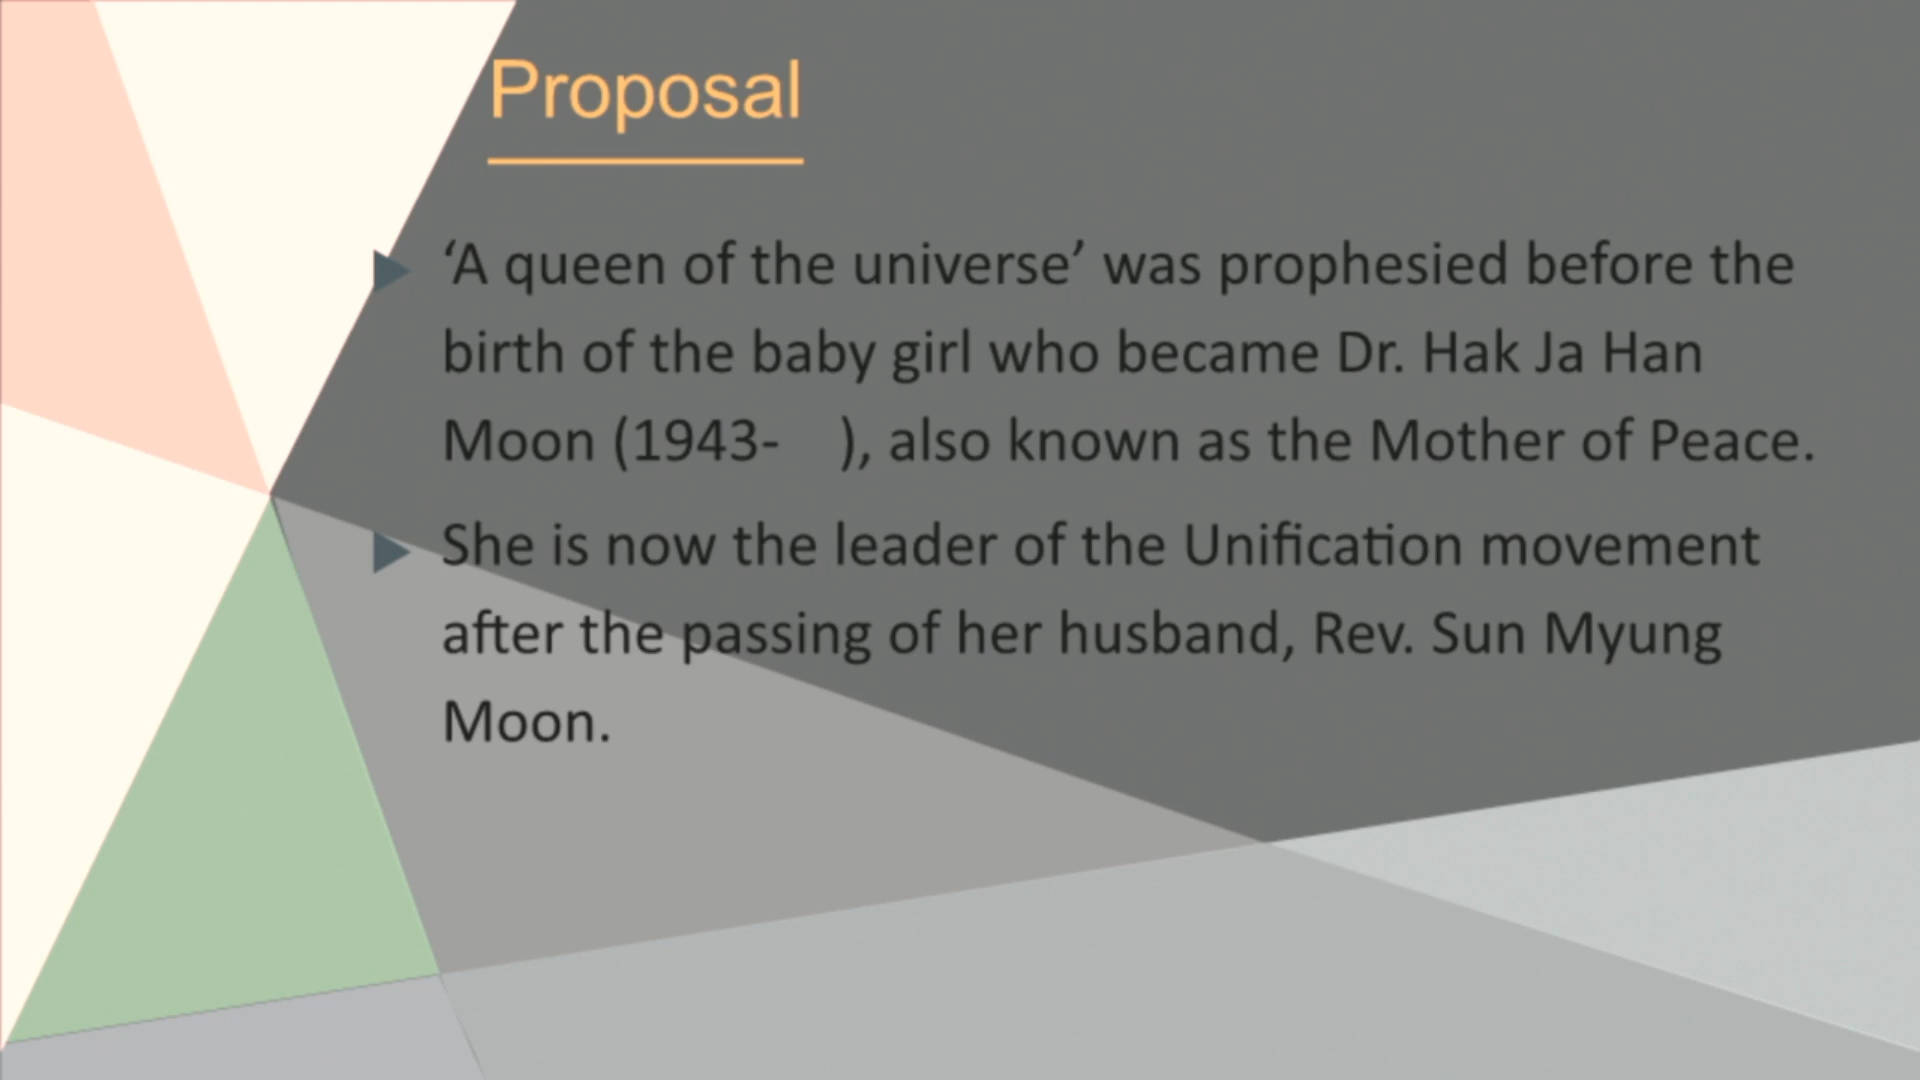 Proposal
‘A queen of the universe’ was prophesied before the
birth of the baby girl who became Dr. Hak Ja Han
Moon (1943-    ), also known as the Mother of Peace.
She is now the leader of the Unification movement
after the passing of her husband, Rev. Sun Myung
Moon.